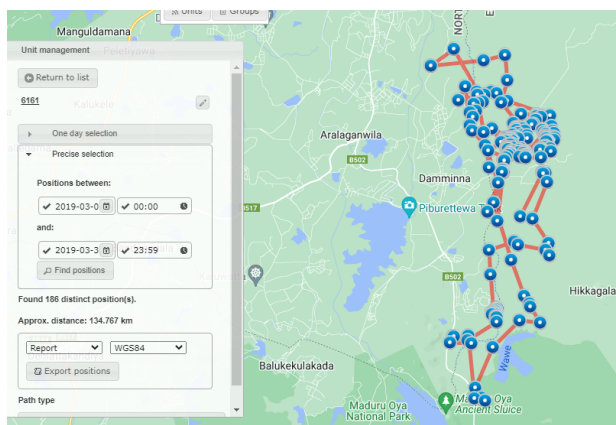 Units Groups
Manguldamana
Unit management
Return to list
6161
One day selection
Precise selection
Positions between:
2019-03-0 00:00
and:
2019-03-3 23:59
Find positions
Found 186 distinct position(s).
Approx. distance: 134.767 km
Report WGS84
Export positions
Path type
NORT
E
Aralaganwila
B502
Damminna
B517
Piburettewa T
B502
Hikkagala
Wewe
Balukekulakada
Maduru Oya
National Park
Ma Oya
Ancient Sluice